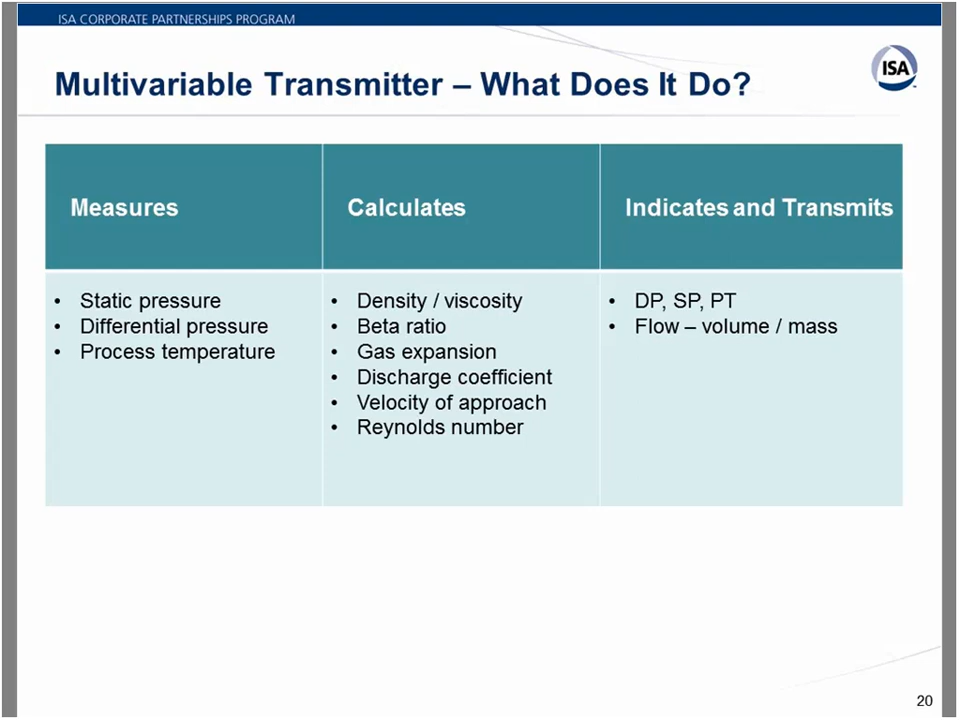 ISA CORPORATE PARTNERSHIPS PROGRAM
Multivariable Transmitter – What Does It Do?
ISA
Measures
Calculates
Indicates and Transmits
• Static pressure
• Differential pressure
• Process temperature
• Density / viscosity
• Beta ratio
• Gas expansion
• Discharge coefficient
• Velocity of approach
• Reynolds number
• DP, SP, PT
• Flow – volume / mass
20